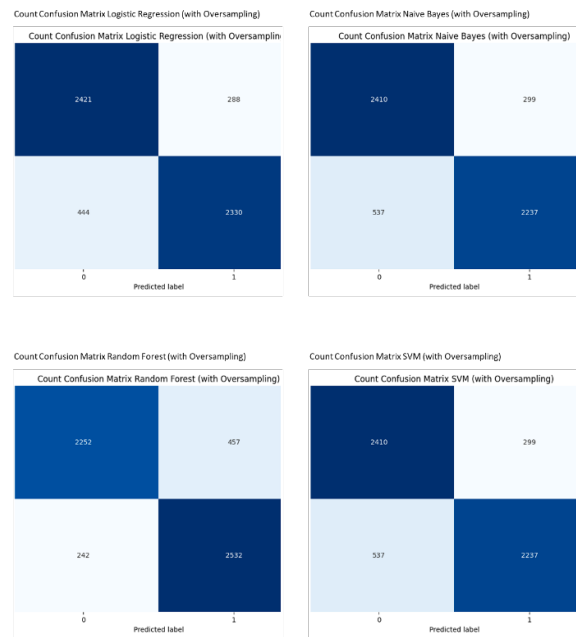 Count Confusion Matrix Logistic Regression (with Oversampling)
Count Confusion Matrix Logistic Regression (with Oversamplin
2421
288
444
2330
0
1
Predicted label
Count Confusion Matrix Naive Bayes (with Oversampling)
Count Confusion Matrix Naive Bayes (with Oversampling)
2410
299
537
2237
0
1
Predicted label
Count Confusion Matrix Random Forest (with Oversampling)
Count Confusion Matrix Random Forest (with Oversampling)
2252
457
242
2532
0
1
Predicted label
Count Confusion Matrix SVM (with Oversampling)
Count Confusion Matrix SVM (with Oversampling)
2410
299
537
2237
0
1
Predicted label